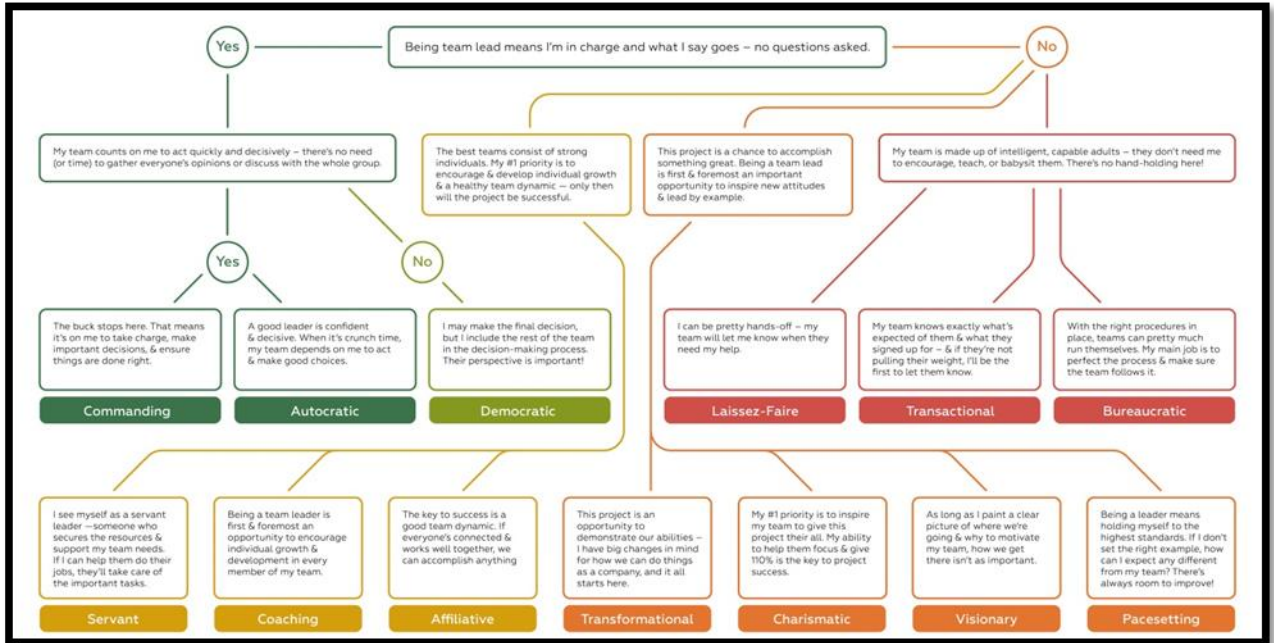 Yes
Being team lead means I'm in charge and what I say goes – no questions asked.
No
My team counts on me to act quickly and decisively – there's no need
(or time) to gather everyone's opinions or discuss with the whole group.
The best teams consist of strong
individuals. My #1 priority is to
encourage & develop individual growth
& a healthy team dynamic — only then
will the project be successful.
This project is a chance to accomplish
something great. Being a team lead
is first & foremost an important
opportunity to inspire new attitudes
& lead by example.
My team is made up of intelligent, capable adults – they don't need me
to encourage, teach, or babysit them. There's no hand-holding here!
Yes
No
The buck stops here. That means
it's on me to take charge, make
important decisions, & ensure
things are done right.
Commanding
A good leader is confident
& decisive. When it's crunch time,
my team depends on me to act
& make good choices.
Autocratic
I may make the final decision,
but I include the rest of the team
in the decision-making process.
Their perspective is important!
Democratic
I can be pretty hands-off – my
team will let me know when they
need my help.
Laissez-Faire
My team knows exactly what's
expected of them & what they
signed up for – & if they're not
pulling their weight, I'll be the
first to let them know.
Transactional
With the right procedures in
place, teams can pretty much
run themselves. My main job is to
perfect the process & make sure
the team follows it.
Bureaucratic
I see myself as a servant
leader —someone who
secures the resources &
support my team needs.
If I can help them do their
jobs, they'll take care of
the important tasks.
Servant
Being a team leader is
first & foremost an
opportunity to encourage
individual growth &
development in every
member of my team.
Coaching
The key to success is a
good team dynamic. If
everyone's connected &
works well together, we
can accomplish anything
Affiliative
This project is an
opportunity to
demonstrate our abilities –
I have big changes in mind
for how we can do things
as a company, and it all
starts here.
Transformational
My #1 priority is to inspire
my team to give this
project their all. My ability
to help them focus & give
110% is the key to project
success.
Charismatic
As long as I paint a clear
picture of where we're
going & why to motivate
my team, how we get
there isn't as important.
Visionary
Being a leader means
holding myself to the
highest standards. If I don't
set the right example, how
can I expect any different
from my team? There's
always room to improve!
Pacesetting